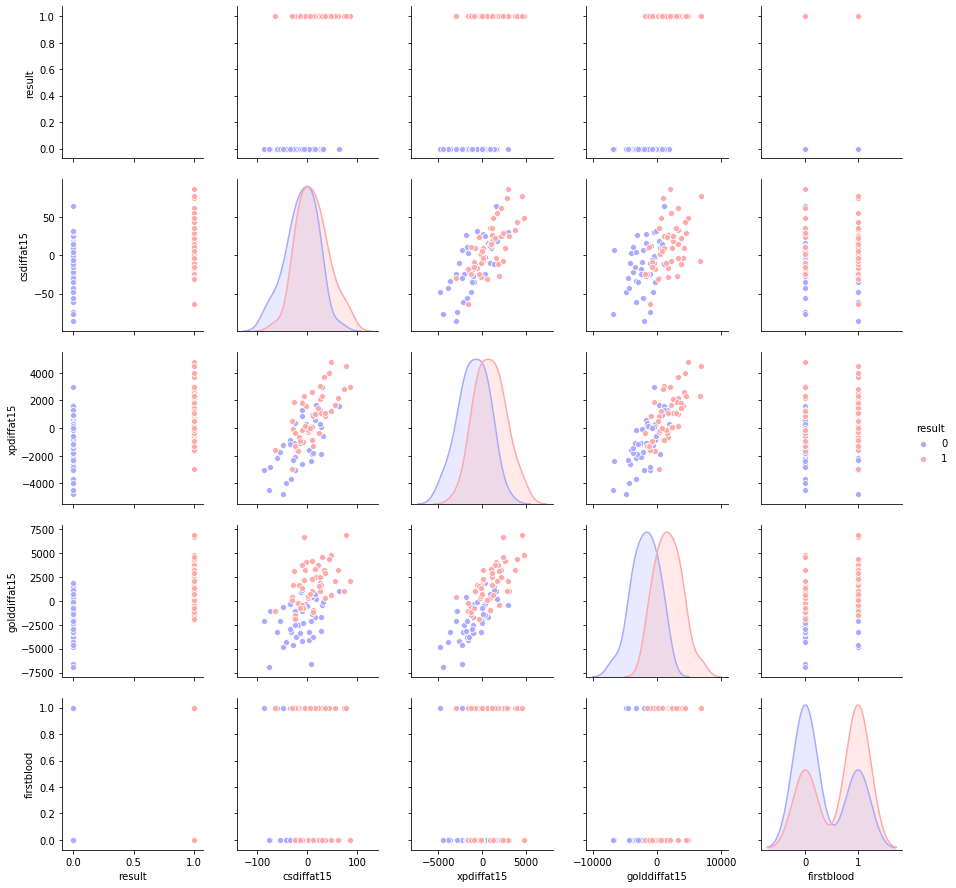 1.0
0.8
0.6
0.4
0.2
0.0
result
50
0
−50
csdiffat15
4000
2000
0
−2000
−4000
xpdiffat15
result
0
1
7500
5000
2500
0
−2500
−5000
−7500
golddiffat15
1.0
0.8
0.6
0.4
0.2
0.0
firstblood
0.0 0.5 1.0
result
−100 0 100
csdiffat15
−5000 0 5000
xpdiffat15
−10000 0 10000
golddiffat15
0 1
firstblood